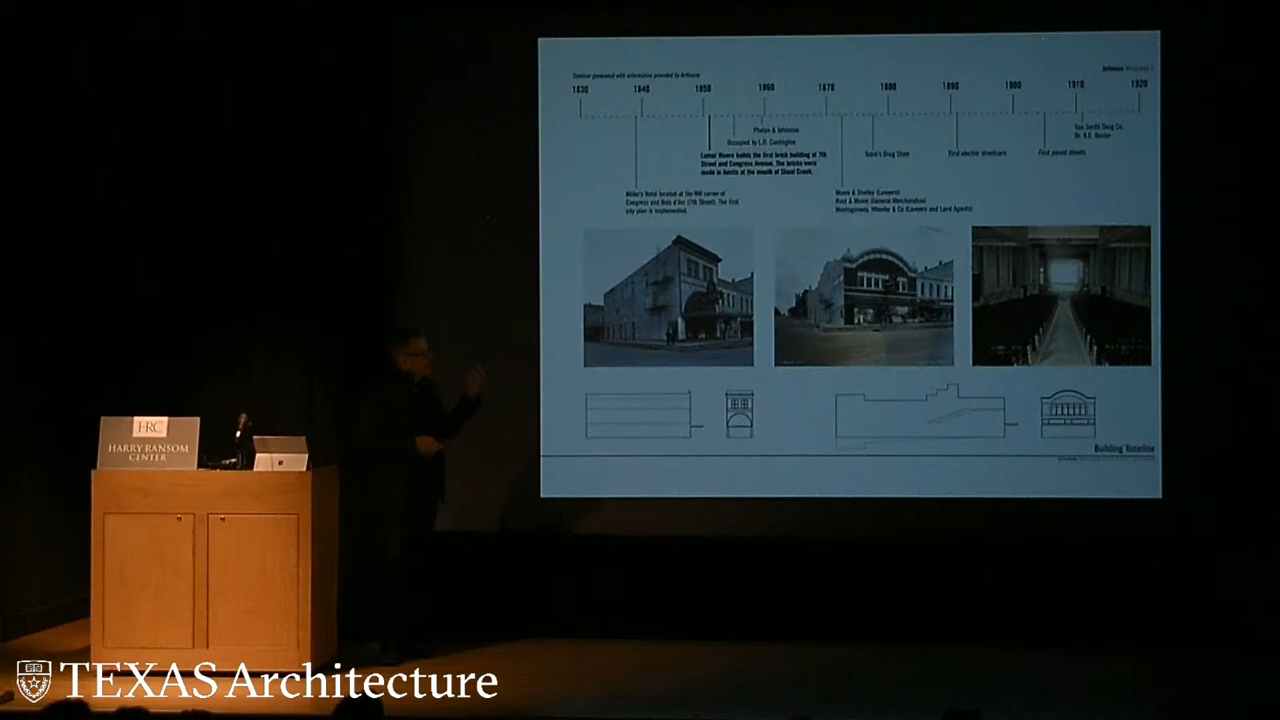 Timeline generated with information provided by Arthouse
Arthouse
1830 1840 1850 1860 1870 1880 1890 1900 1910 1920
Phelps & Johnston
Occupied by L.D. Carrington
Lamar Moore builds the first brick building at 7th
Street and Congress Avenue. The bricks were
made in Austin at the mouth of Shoal Creek.
Drug Store
First electric streetcars
First paved streets
Van Smith Drug Co.
Miller's Hotel located at the NW corner of
Congress and Bois d'Arc (7th Street). The first
city plan is implemented.
Moore & Shelley (Lawyers)
Rust & Moore (General Merchandise)
Montgomery, Wheeler & Co (Lawyers and Land Agents)
Building Timeline
HRC
HARRY RANSOM
CENTER
TEXAS Architecture